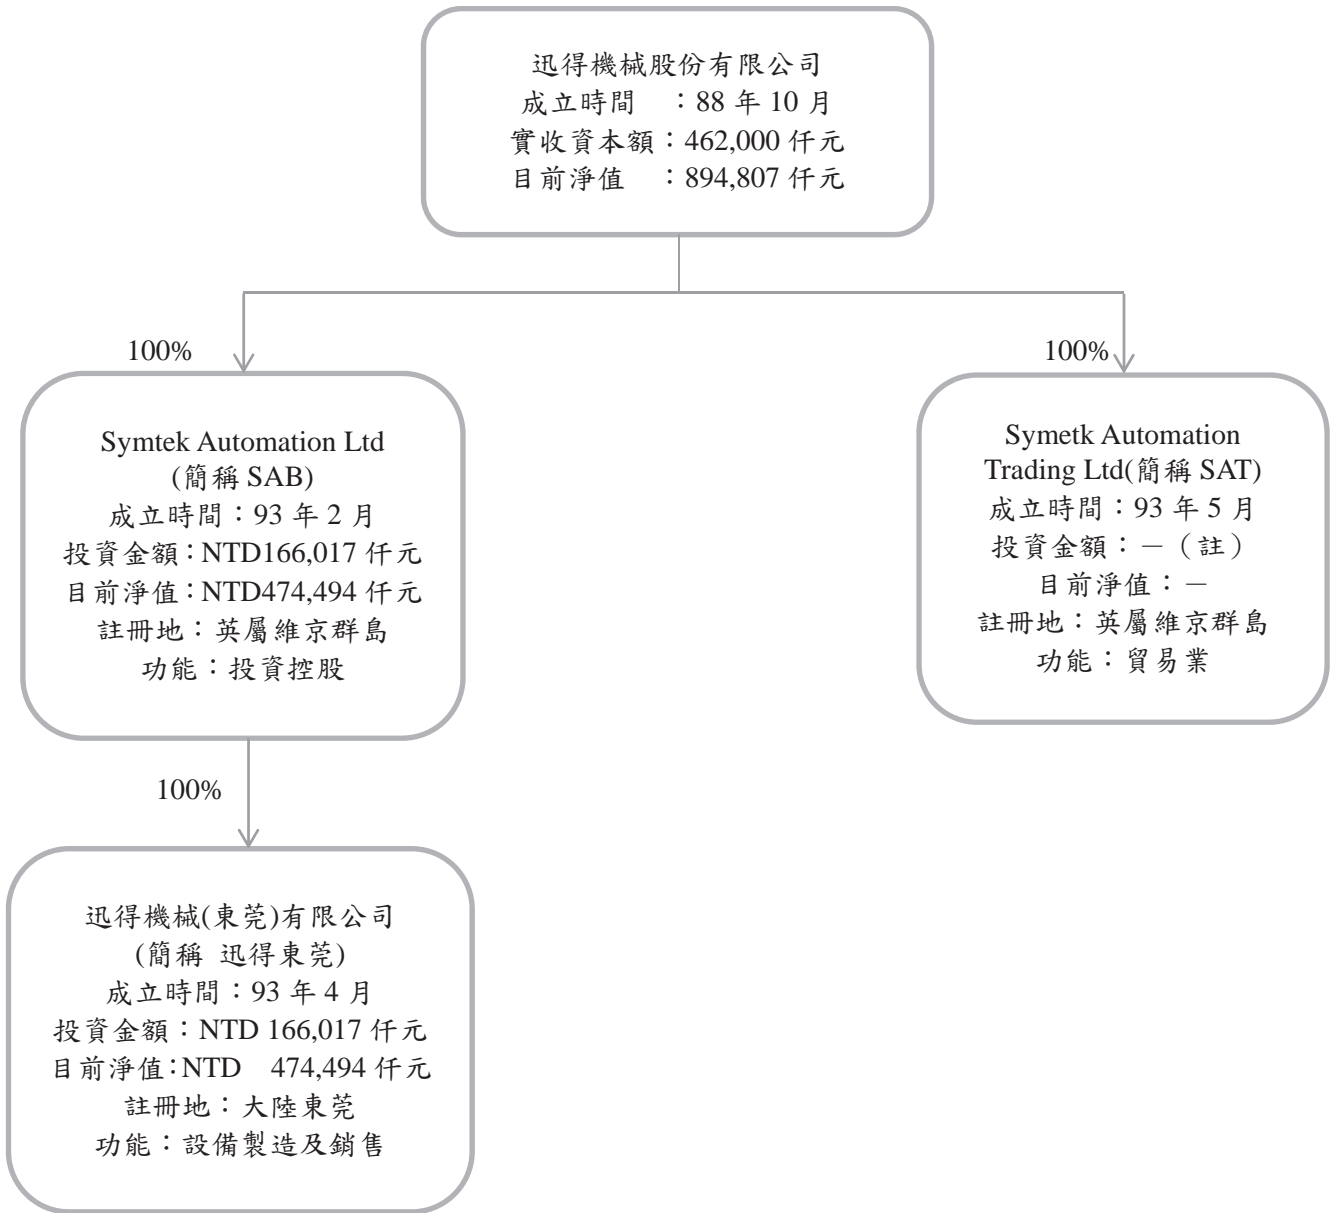 迅得機械股份有限公司
成立時間　：88 年 10 月
實收資本額：462,000 仟元
目前淨值　：894,807 仟元
100%
100%
Symtek Automation Ltd
(簡稱 SAB)
成立時間：93 年 2 月
投資金額：NTD166,017 仟元
目前淨值：NTD474,494 仟元
註冊地：英屬維京群島
功能：投資控股
Symetk Automation
Trading Ltd(簡稱 SAT)
成立時間：93 年 5 月
投資金額：－（註）
目前淨值：－
註冊地：英屬維京群島
功能：貿易業
100%
迅得機械(東莞)有限公司
(簡稱 迅得東莞)
成立時間：93 年 4 月
投資金額：NTD 166,017 仟元
目前淨值：NTD　474,494 仟元
註冊地：大陸東莞
功能：設備製造及銷售